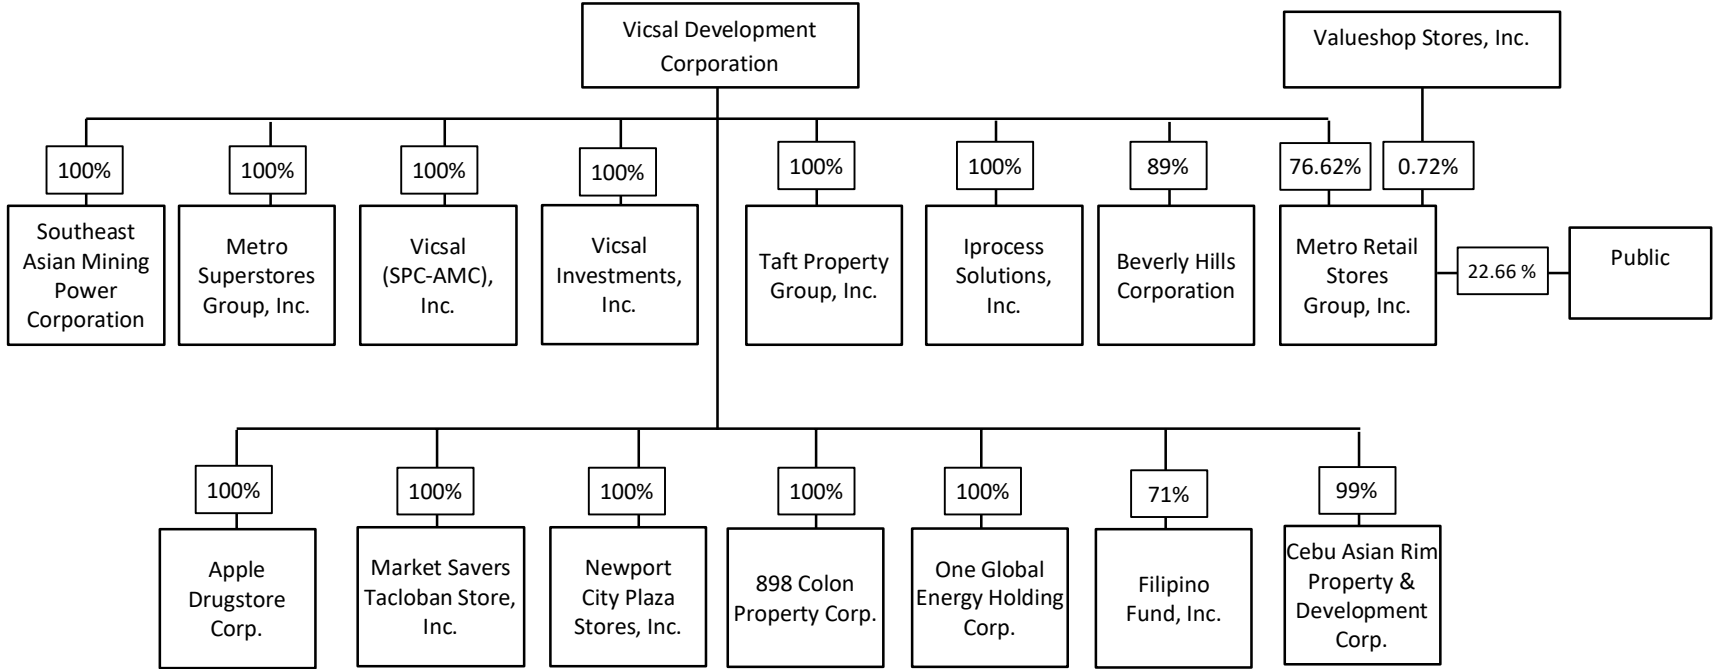 Vicsal Development
Corporation
Valueshop Stores, Inc.
100%
100%
100%
100%
100%
100%
89%
76.62%
0.72%
Southeast
Asian Mining
Power
Corporation
Metro
Superstores
Group, Inc.
Vicsal
(SPC-AMC),
Inc.
Vicsal
Investments,
Inc.
Taft Property
Group, Inc.
Iprocess
Solutions,
Inc.
Beverly Hills
Corporation
Metro Retail
Stores
Group, Inc.
22.66 %
Public
100%
100%
100%
100%
100%
71%
99%
Apple
Drugstore
Corp.
Market Savers
Tacloban Store,
Inc.
Newport
City Plaza
Stores, Inc.
898 Colon
Property Corp.
One Global
Energy Holding
Corp.
Filipino
Fund, Inc.
Cebu Asian Rim
Property &
Development
Corp.